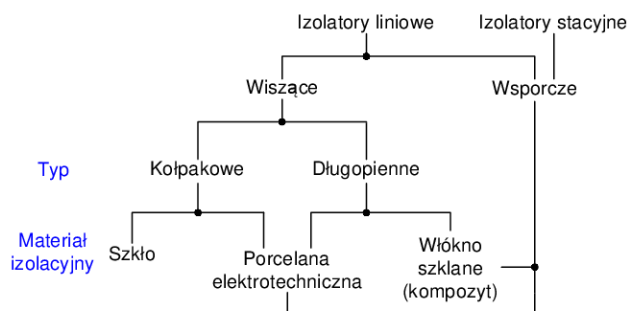 Izolatory liniowe
Izolatory stacyjne
Wiszące
Wsporcze
Typ
Kołpakowe
Długopienne
Materiał
izolacyjny
Szkło
Porcelana
elektrotechniczna
Włókno
szklane
(kompozyt)